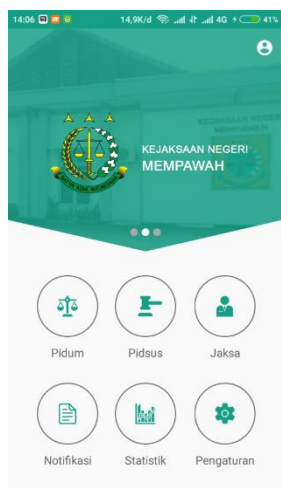 14:06 14,9K/d 4G 41%
KEJAKSAAN NEGERI
MEMPAWAH
Pidum Pidsus Jaksa
Notifikasi Statistik Pengaturan